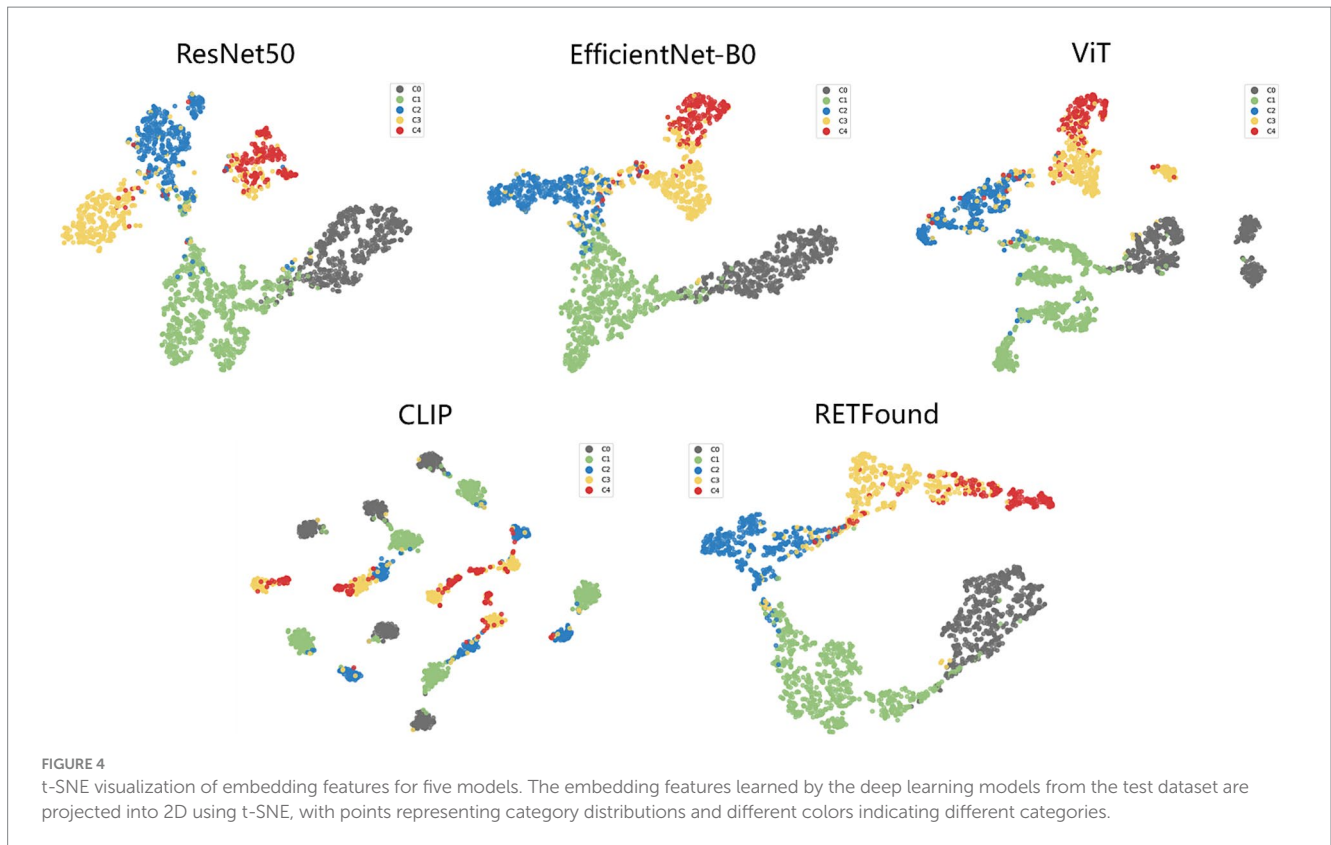 ResNet50
EfficientNet-B0
ViT
C0
C1
C2
C3
C4
C0
C1
C2
C3
C4
C0
C1
C2
C3
C4
CLIP
RETFound
C0
C1
C2
C3
C4
C0
C1
C2
C3
C4
FIGURE 4
t-SNE visualization of embedding features for five models. The embedding features learned by the deep learning models from the test dataset are
projected into 2D using t-SNE, with points representing category distributions and different colors indicating different categories.